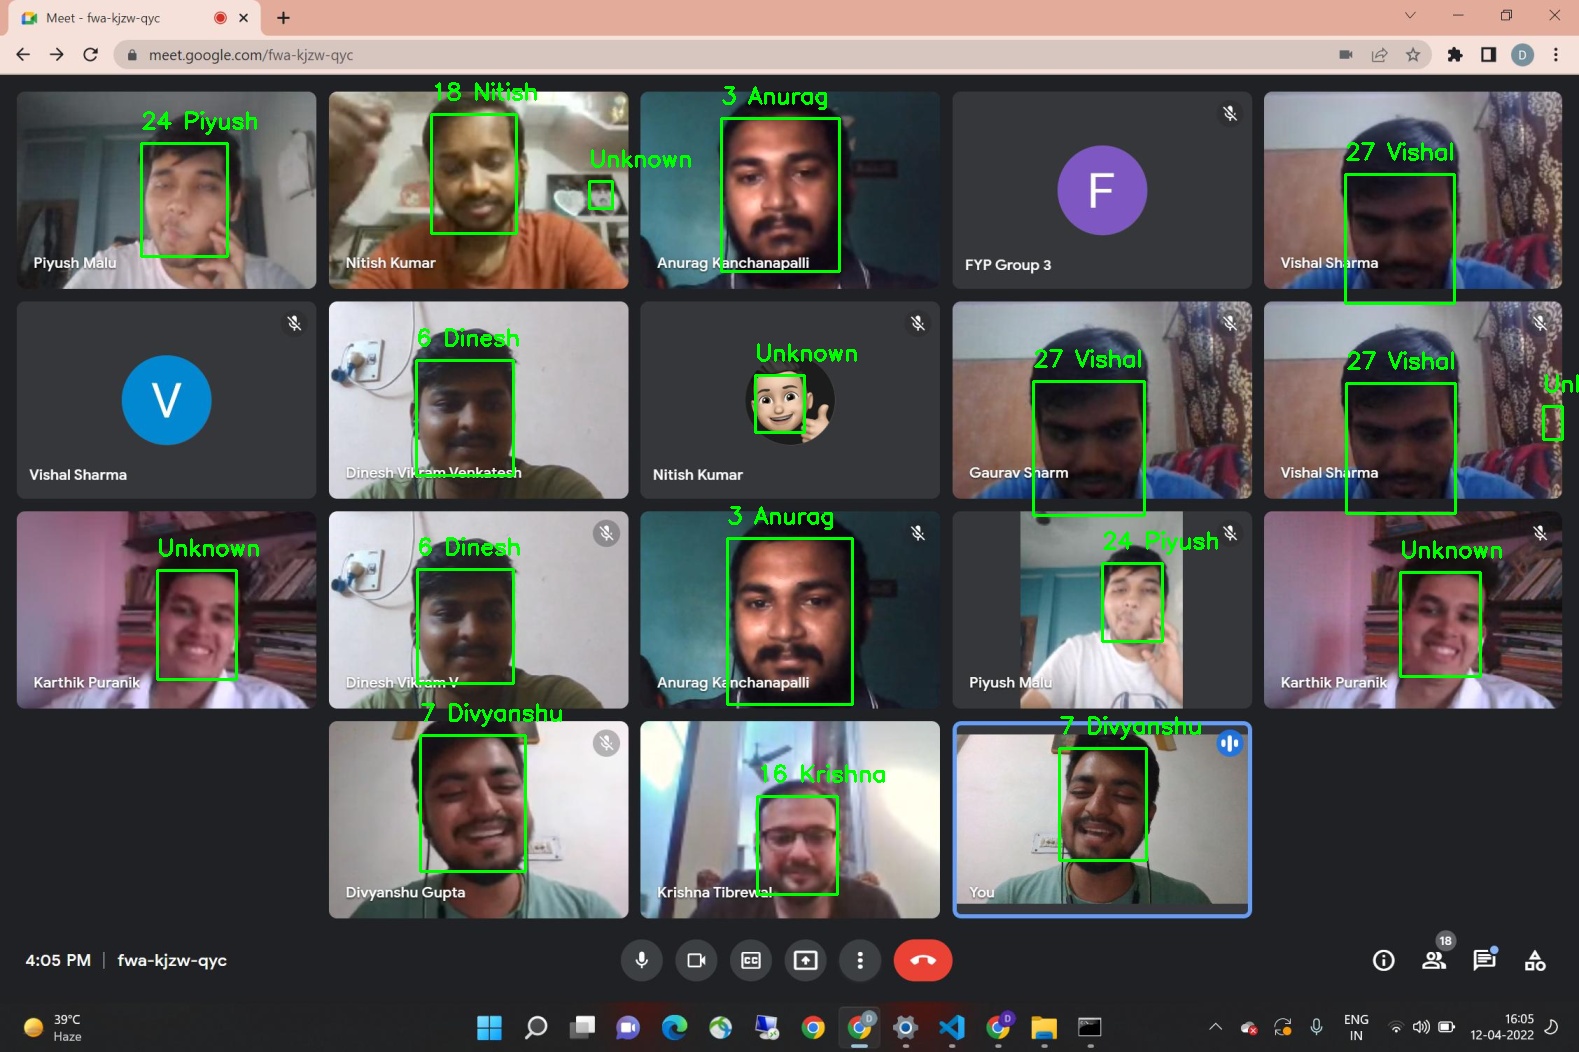 Meet - fwa-kjzw-qyc
meet.google.com/fwa-kjzw-qyc
D
24 Piyush
Piyush Malu
18 Nitish
Unknown
Nitish Kumar
3 Anurag
Anurag Kanchanapalli
F
FYP Group 3
27 Vishal
Vishal Sharma
V
Vishal Sharma
6 Dinesh
Dinesh Vikram Venkatesh
Unknown
Nitish Kumar
27 Vishal
Gaurav Sharm
27 Vishal
Vishal Sharma
Unknown
Karthik Puranik
6 Dinesh
Dinesh Vikram V
3 Anurag
Anurag Kanchanapalli
24 Piyush
Piyush Malu
Unknown
Karthik Puranik
7 Divyanshu
Divyanshu Gupta
16 Krishna
Krishna Tibrewal
7 Divyanshu
You
4:05 PM | fwa-kjzw-qyc
CC
18
39°C
Haze
D
D
ENG
IN
16:05
12-04-2022